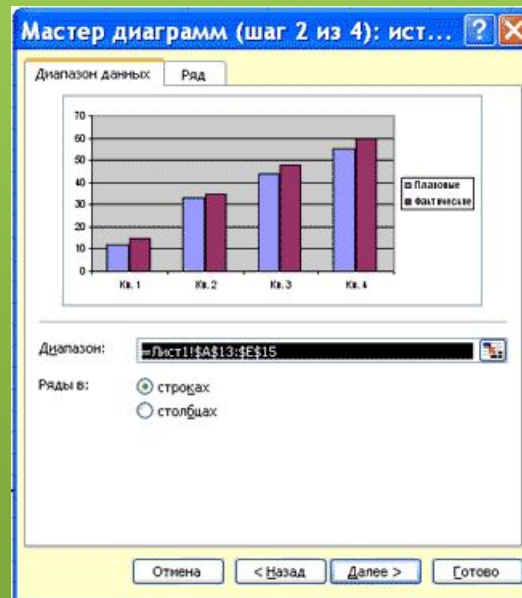 Мастер диаграмм (шаг 2 из 4): ист... ?
Диапазон данных Ряд
70
60
50
40
30
20
10
0
Кв. 1 Кв. 2 Кв. 3 Кв. 4
Плановые
Фактические
Диапазон: =Лист1!$A$13:$E$15
Ряды в: строках
столбцах
Отмена < Назад Далее > Готово